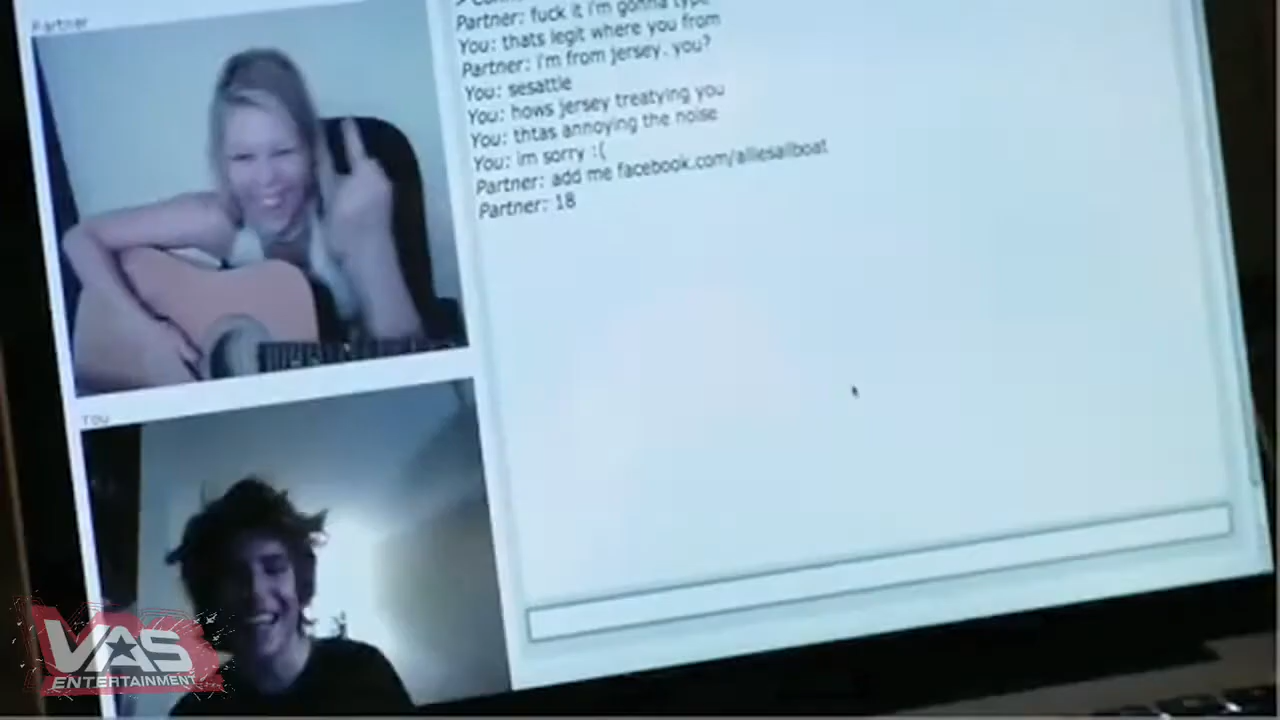 Partner
Partner: fuck it i'm gonna type
You: thats legit where you from
Partner: i'm from jersey. you?
You: sesattle
You: hows jersey treatying you
You: thtas annoying the noise
You: im sorry :(
Partner: add me facebook.com/alliesailboat
Partner: 18
You
VAS
ENTERTAINMENT